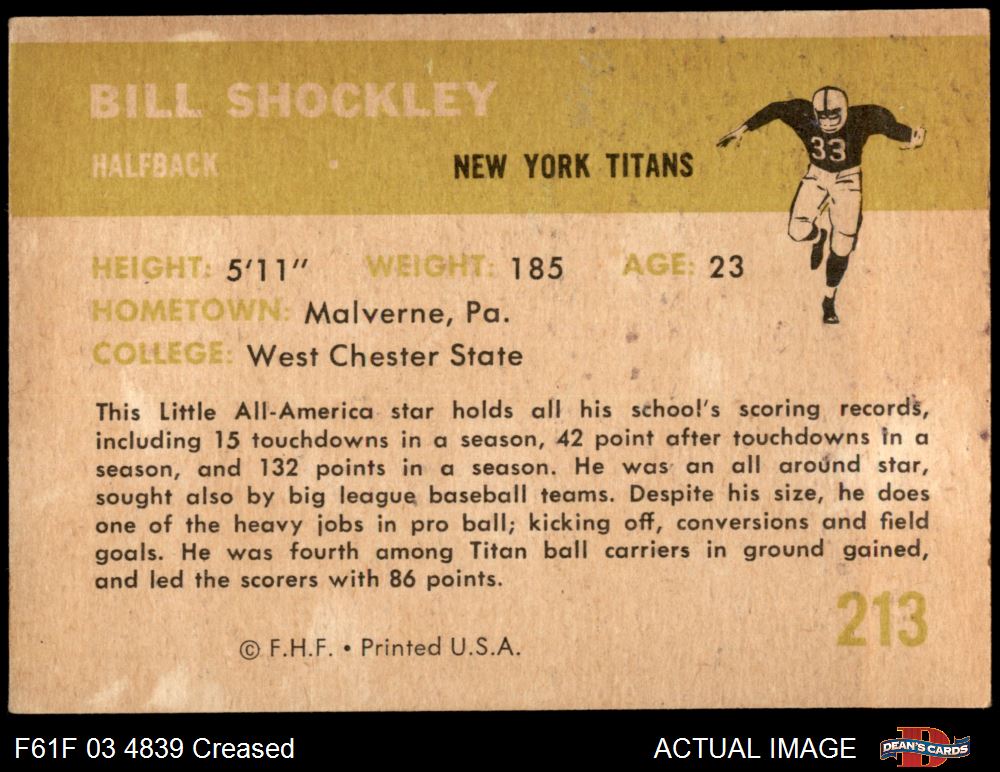 BILL SHOCKLEY
HALFBACK NEW YORK TITANS
33
HEIGHT: 5'11" WEIGHT: 185 AGE: 23
HOMETOWN: Malverne, Pa.
COLLEGE: West Chester State
This Little All-America star holds all his school's scoring records,
including 15 touchdowns in a season, 42 point after touchdowns in a
season, and 132 points in a season. He was an all around star,
sought also by big league baseball teams. Despite his size, he does
one of the heavy jobs in pro ball; kicking off, conversions and field
goals. He was fourth among Titan ball carriers in ground gained,
and led the scorers with 86 points.
213
© F.H.F. • Printed U.S.A.
F61F 03 4839 Creased ACTUAL IMAGE
D
DEAN'S CARDS